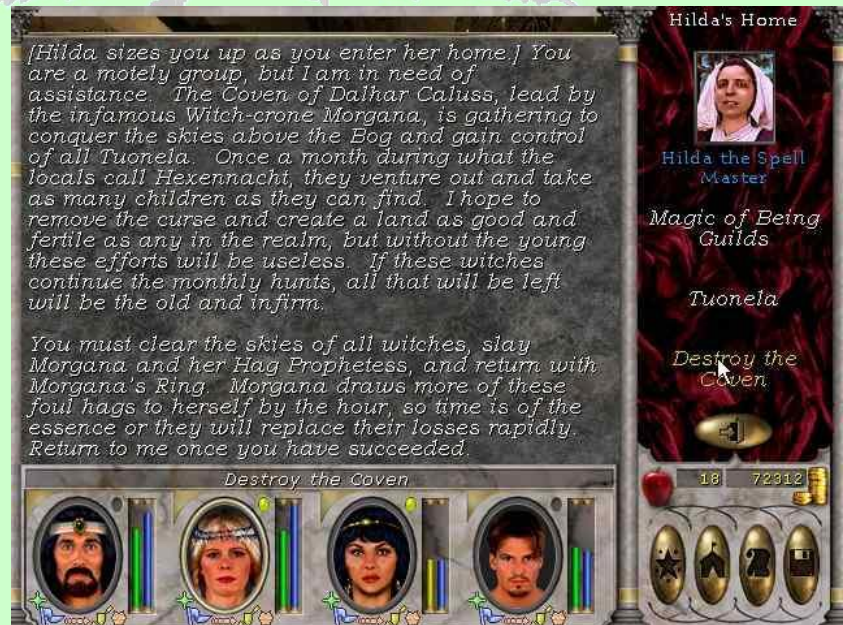 Hilda's Home
[Hilda sizes you up as you enter her home.] You
are a motely group, but I am in need of
assistance. The Coven of Dalhar Caluss, lead by
the infamous Witch-crone Morgana, is gathering to
conquer the skies above the Bog and gain control
of all Tuonela. Once a month during what the
locals call Hexennacht, they venture out and take
as many children as they can find. I hope to
remove the curse and create a land as good and
fertile as any in the realm, but without the young
these efforts will be useless. If these witches
continue the monthly hunts, all that will be left
will be the old and infirm.
You must clear the skies of all witches, slay
Morgana and her Hag Prophetess, and return with
Morgana's Ring. Morgana draws more of these
foul hags to herself by the hour, so time is of the
essence or they will replace their losses rapidly.
Return to me once you have succeeded.
Hilda the Spell
Master
Magic of Being
Guilds
Tuonela
Destroy the
Coven
Destroy the Coven
18 72312